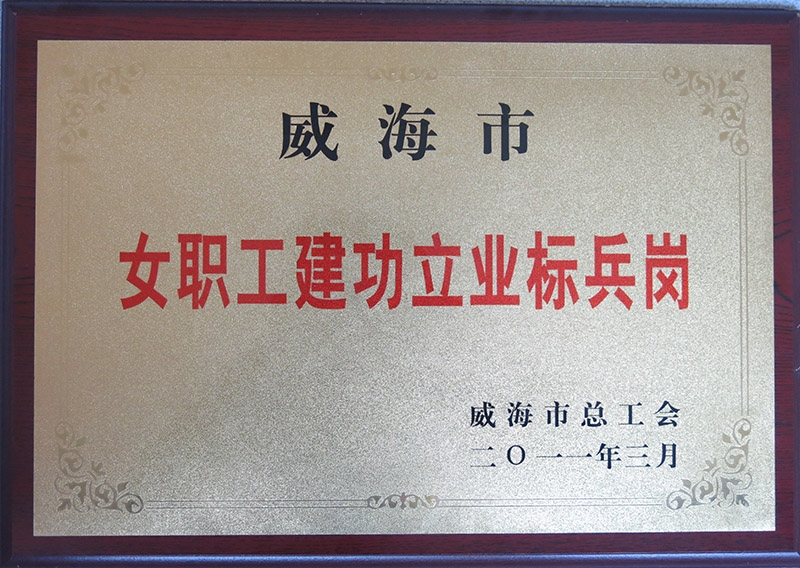 威海市
女职工建功立业标兵岗
威海市总工会
二〇一一年三月